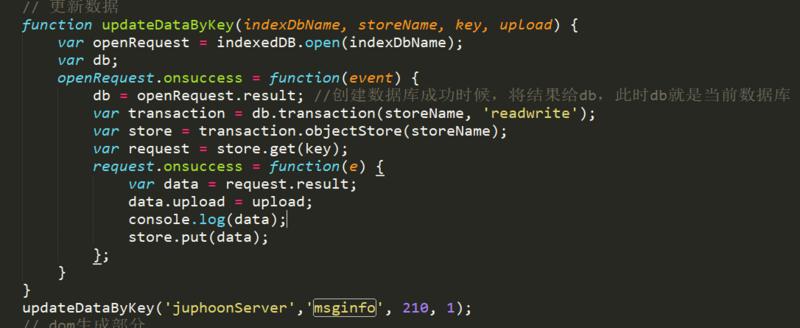 // 更新数据
function updateDataByKey(indexDbName, storeName, key, upload) {
    var openRequest = indexedDB.open(indexDbName);
    var db;
    openRequest.onsuccess = function(event) {
        db = openRequest.result; //创建数据库成功时候，将结果给db，此时db就是当前数据库
        var transaction = db.transaction(storeName, 'readwrite');
        var store = transaction.objectStore(storeName);
        var request = store.get(key);
        request.onsuccess = function(e) {
            var data = request.result;
            data.upload = upload;
            console.log(data);
            store.put(data);
        };
    }
}
updateDataByKey('juphoonServer','msginfo', 210, 1);
// dom生成部分